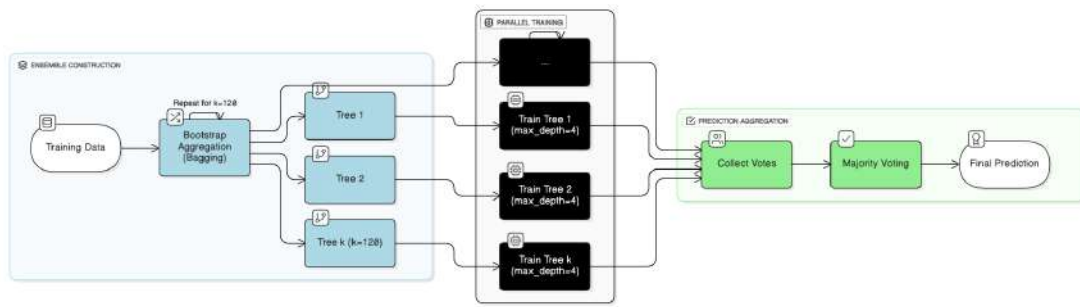 ENSEMBLE CONSTRUCTION
Training Data
Repeat for k=120
Bootstrap
Aggregation
(Bagging)
Tree 1
Tree 2
Tree k (k=120)
PARALLEL TRAINING
...
Train Tree 1
(max_depth=4)
Train Tree 2
(max_depth=4)
Train Tree k
(max_depth=4)
PREDICTION AGGREGATION
Collect Votes
Majority Voting
Final Prediction